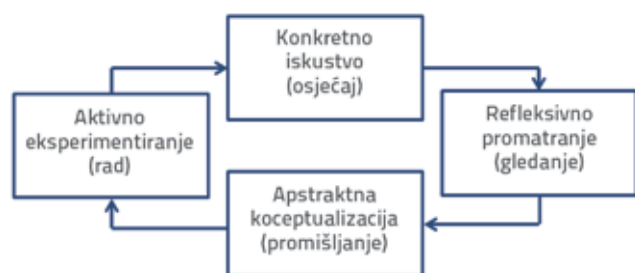 Konkretno
iskustvo
(osjećaj)
Refleksivno
promatranje
(gledanje)
Apstraktna
koceptualizacija
(promišljanje)
Aktivno
eksperimentiranje
(rad)